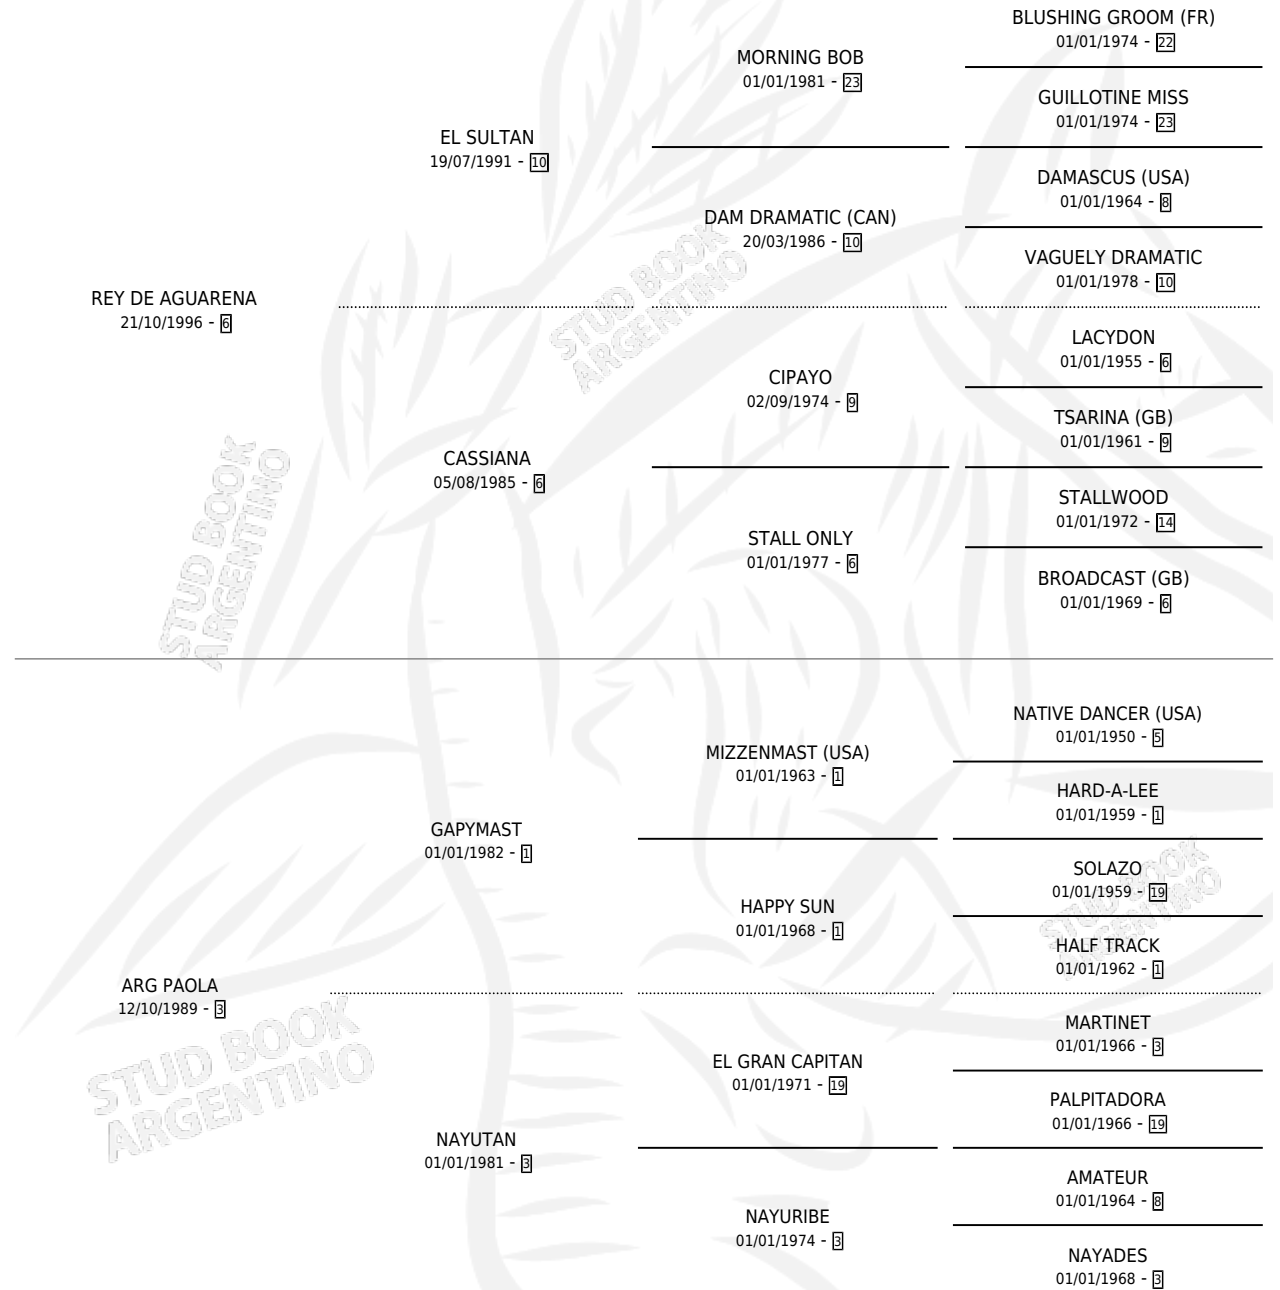 BLUSHING GROOM (FR)
01/01/1974 - 22
MORNING BOB
01/01/1981 - 23
GUILLOTINE MISS
01/01/1974 - 23
EL SULTAN
19/07/1991 - 10
DAMASCUS (USA)
01/01/1964 - 8
DAM DRAMATIC (CAN)
20/03/1986 - 10
VAGUELY DRAMATIC
01/01/1978 - 10
REY DE AGUARENA
21/10/1996 - 6
LACYDON
01/01/1955 - 6
CIPAYO
02/09/1974 - 9
TSARINA (GB)
01/01/1961 - 9
CASSIANA
05/08/1985 - 6
STALLWOOD
01/01/1972 - 14
STALL ONLY
01/01/1977 - 6
BROADCAST (GB)
01/01/1969 - 6
NATIVE DANCER (USA)
01/01/1950 - 5
MIZZENMAST (USA)
01/01/1963 - 1
HARD-A-LEE
01/01/1959 - 1
GAPYMAST
01/01/1982 - 1
SOLAZO
01/01/1959 - 19
HAPPY SUN
01/01/1968 - 1
HALF TRACK
01/01/1962 - 1
ARG PAOLA
12/10/1989 - 3
MARTINET
01/01/1966 - 3
EL GRAN CAPITAN
01/01/1971 - 19
PALPITADORA
01/01/1966 - 19
NAYUTAN
01/01/1981 - 3
AMATEUR
01/01/1964 - 8
NAYURIBE
01/01/1974 - 3
NAYADES
01/01/1968 - 3
STUD BOOK
ARGENTINO
STUD BOOK
ARGENTINO
STUD BOOK
ARGENTINO
STUD BOOK
ARGENTINO